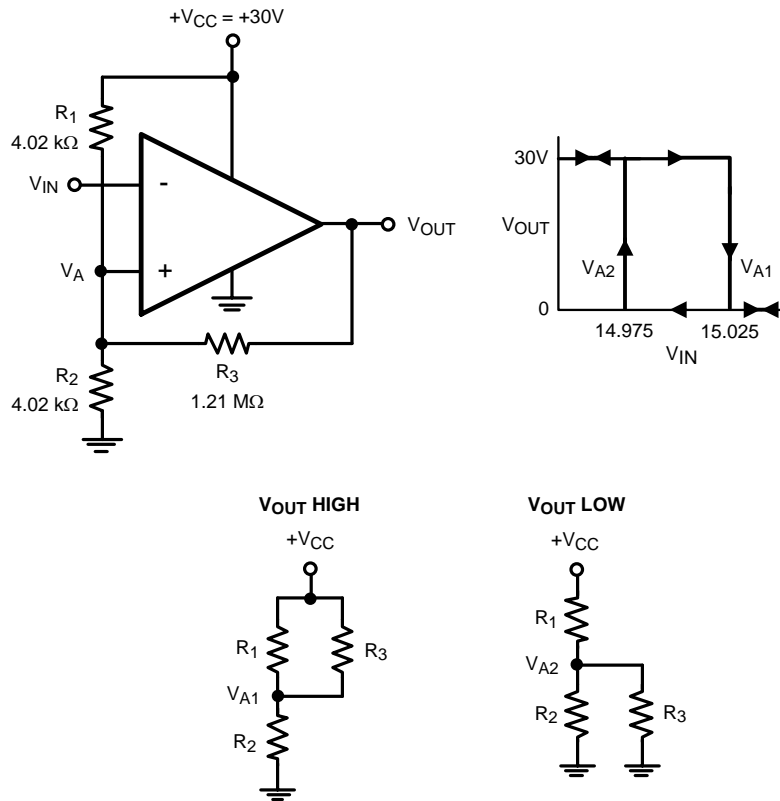 +VCC = +30V
R1
4.02 kΩ
VIN
-
VA
+
VOUT
R2
4.02 kΩ
R3
1.21 MΩ
30V
VOUT
VA2
VA1
0
14.975
15.025
VIN
VOUT HIGH
+VCC
R1
R3
VA1
R2
VOUT LOW
+VCC
R1
VA2
R2
R3